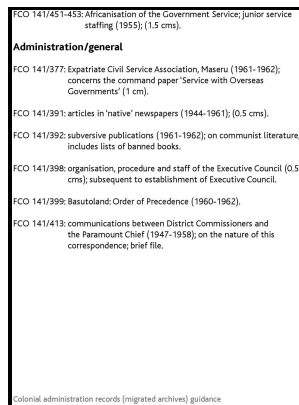 FCO 141/451-453: Africanisation of the Government Service; junior service
staffing (1955); (1.5 cms).
Administration/general
FCO 141/377: Expatriate Civil Service Association, Maseru (1961-1962);
concerns the command paper 'Service with Overseas
Governments' (1 cm).
FCO 141/391: articles in 'native' newspapers (1944-1961); (0.5 cms).
FCO 141/392: subversive publications (1961-1962); on communist literature,
includes lists of banned books.
FCO 141/398: organisation, procedure and staff of the Executive Council (0.5
cms); subsequent to establishment of Executive Council.
FCO 141/399: Basutoland: Order of Precedence (1960-1962).
FCO 141/413: communications between District Commissioners and
the Paramount Chief (1947-1958); on the nature of this
correspondence; brief file.
Colonial administration records (migrated archives) guidance